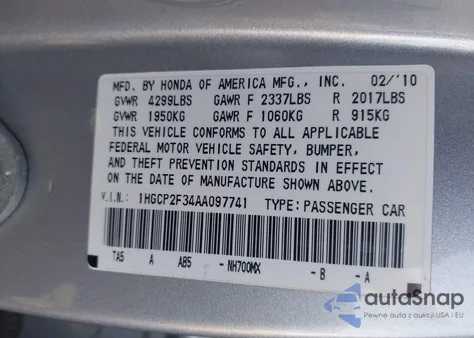 MFD. BY HONDA OF AMERICA MFG., INC. 02/'10
GVWR 4299LBS GAWR F 2337LBS R 2017LBS
GVWR 1950KG GAWR F 1060KG R 915KG
THIS VEHICLE CONFORMS TO ALL APPLICABLE
FEDERAL MOTOR VEHICLE SAFETY, BUMPER,
AND THEFT PREVENTION STANDARDS IN EFFECT
ON THE DATE OF MANUFACTURE SHOWN ABOVE.
V.I.N.: 1HGCP2F34AA097741 TYPE: PASSENGER CAR
TA5 A AB5 - NH700MX - B - A
autoSnap
Pewne auta z aukcji USA i EU